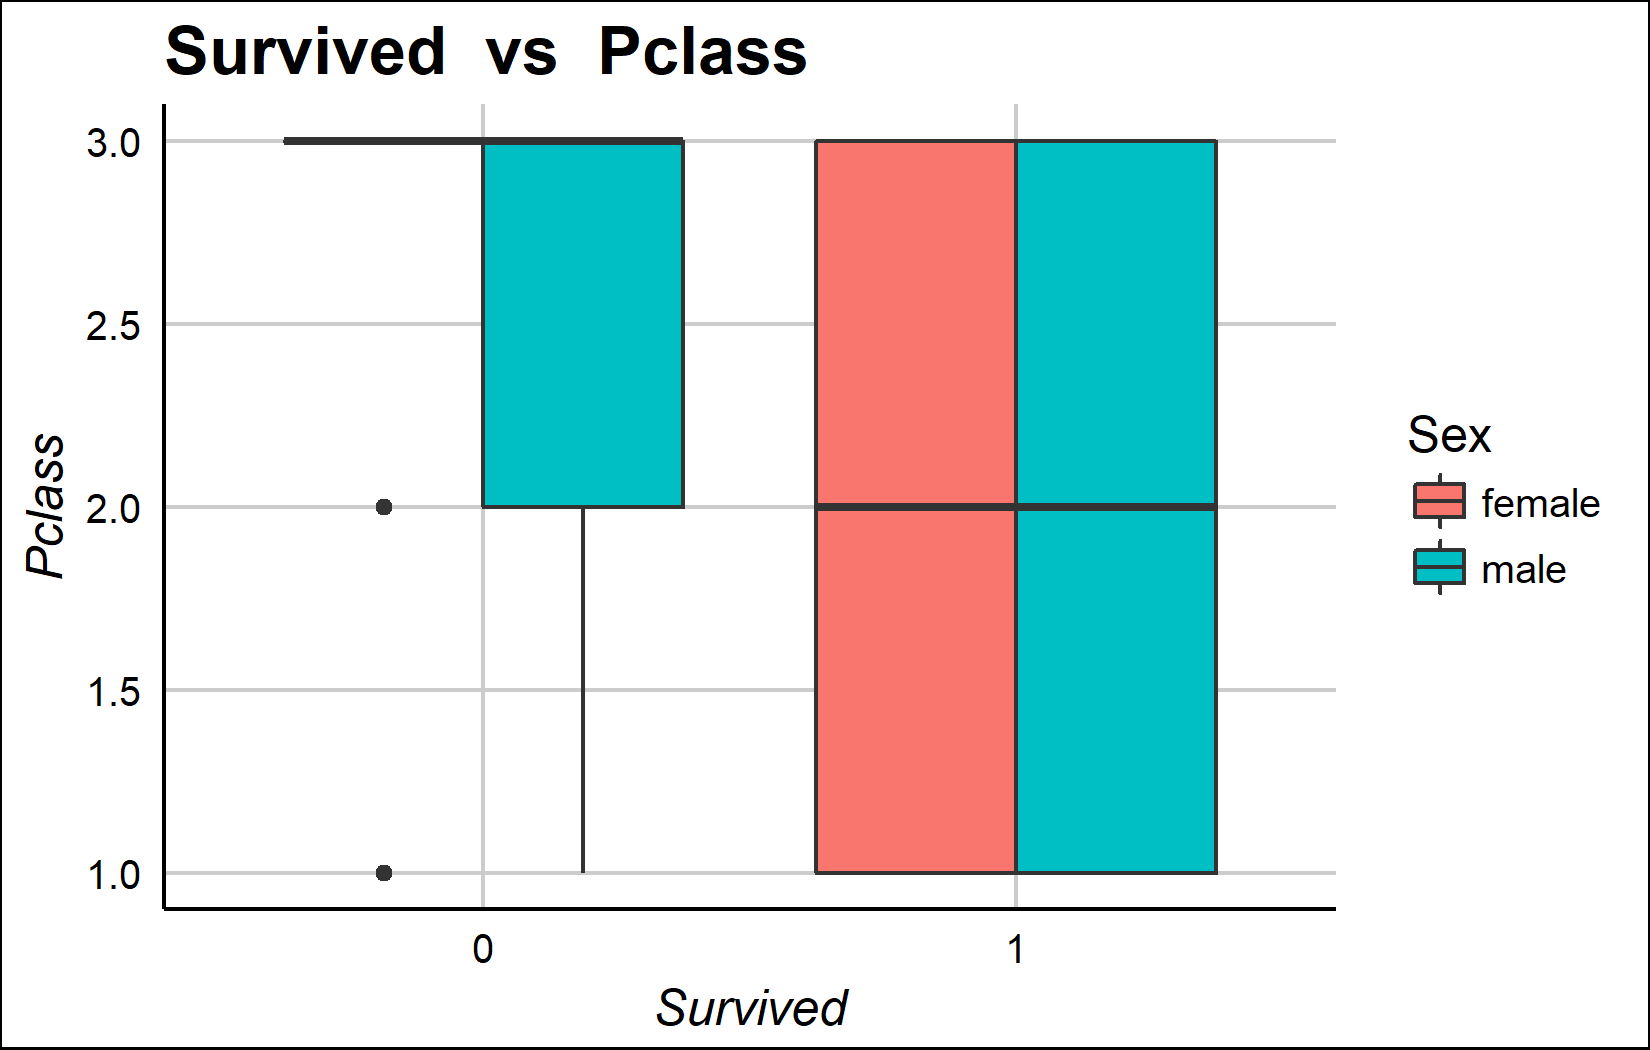 Survived vs Pclass
3.0
2.5
2.0
1.5
1.0
Pclass
0
1
Survived
Sex
female
male